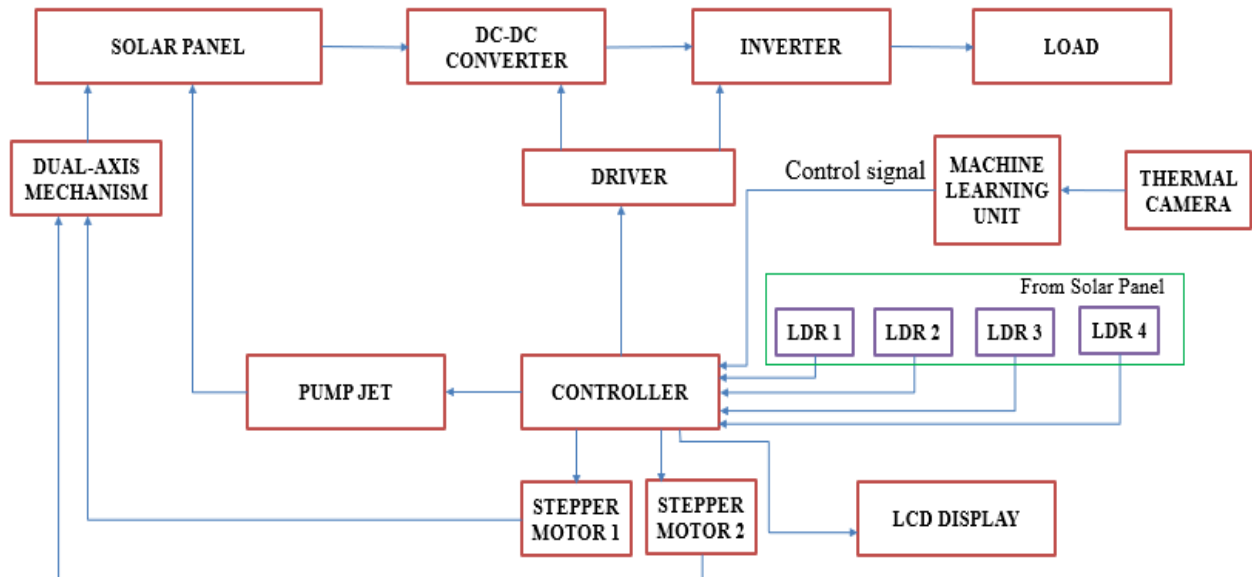 SOLAR PANEL
DC-DC
CONVERTER
INVERTER
LOAD
DUAL-AXIS
MECHANISM
DRIVER
Control signal
MACHINE
LEARNING
UNIT
THERMAL
CAMERA
From Solar Panel
LDR 1
LDR 2
LDR 3
LDR 4
PUMP JET
CONTROLLER
STEPPER
MOTOR 1
STEPPER
MOTOR 2
LCD DISPLAY